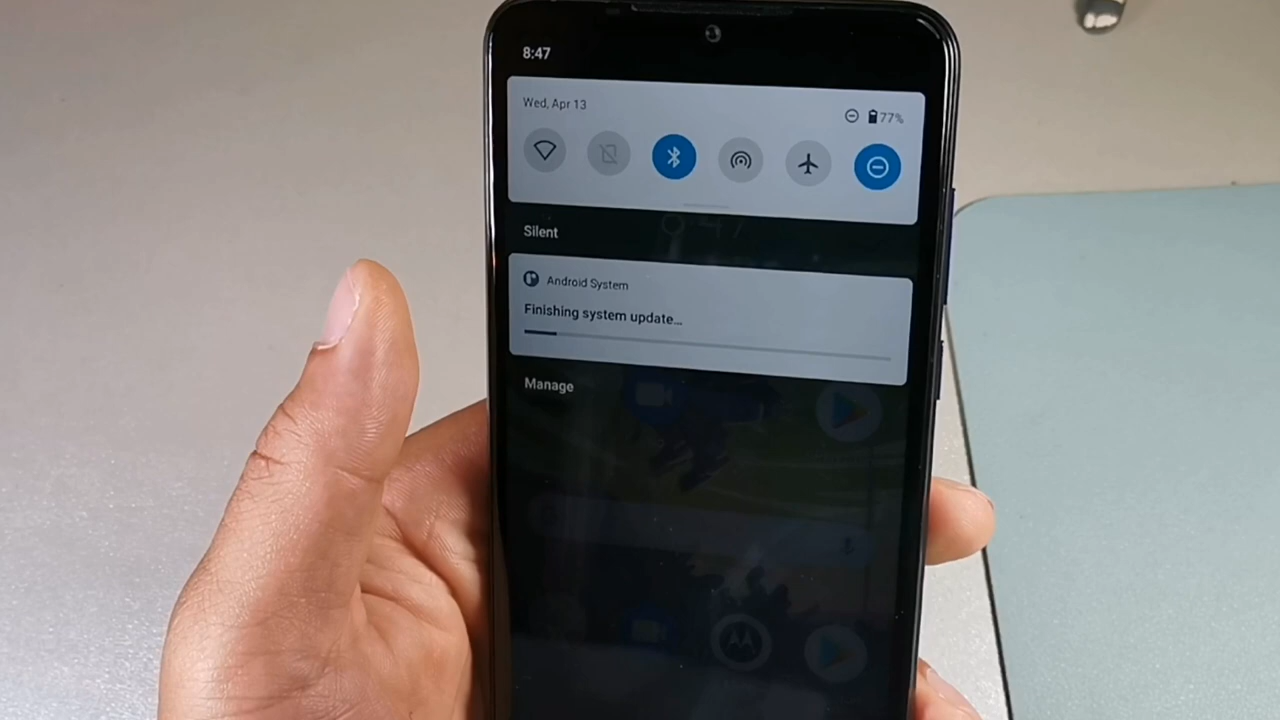 8:47
Wed, Apr 13
77%
Silent
Android System
Finishing system update...
Manage